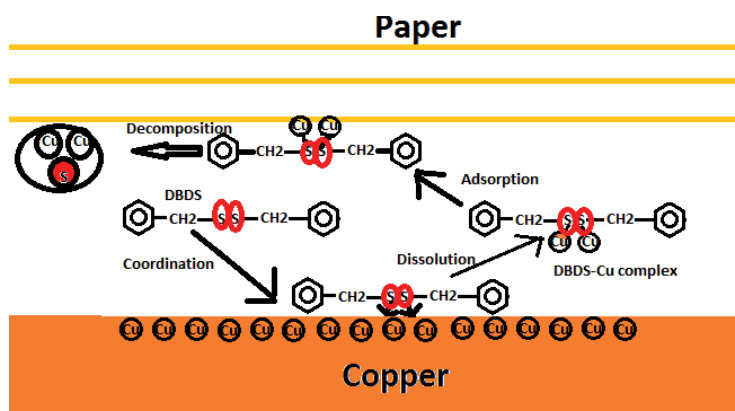 Paper
Decomposition
Cu Cu
S
Cu Cu
CH2 S S CH2
Adsorption
DBDS
CH2 S S CH2
CH2 S S CH2
Cu Cu
DBDS-Cu complex
Coordination
Dissolution
CH2 S S CH2
Cu Cu Cu Cu Cu Cu Cu Cu Cu Cu Cu Cu Cu Cu Cu Cu
Copper